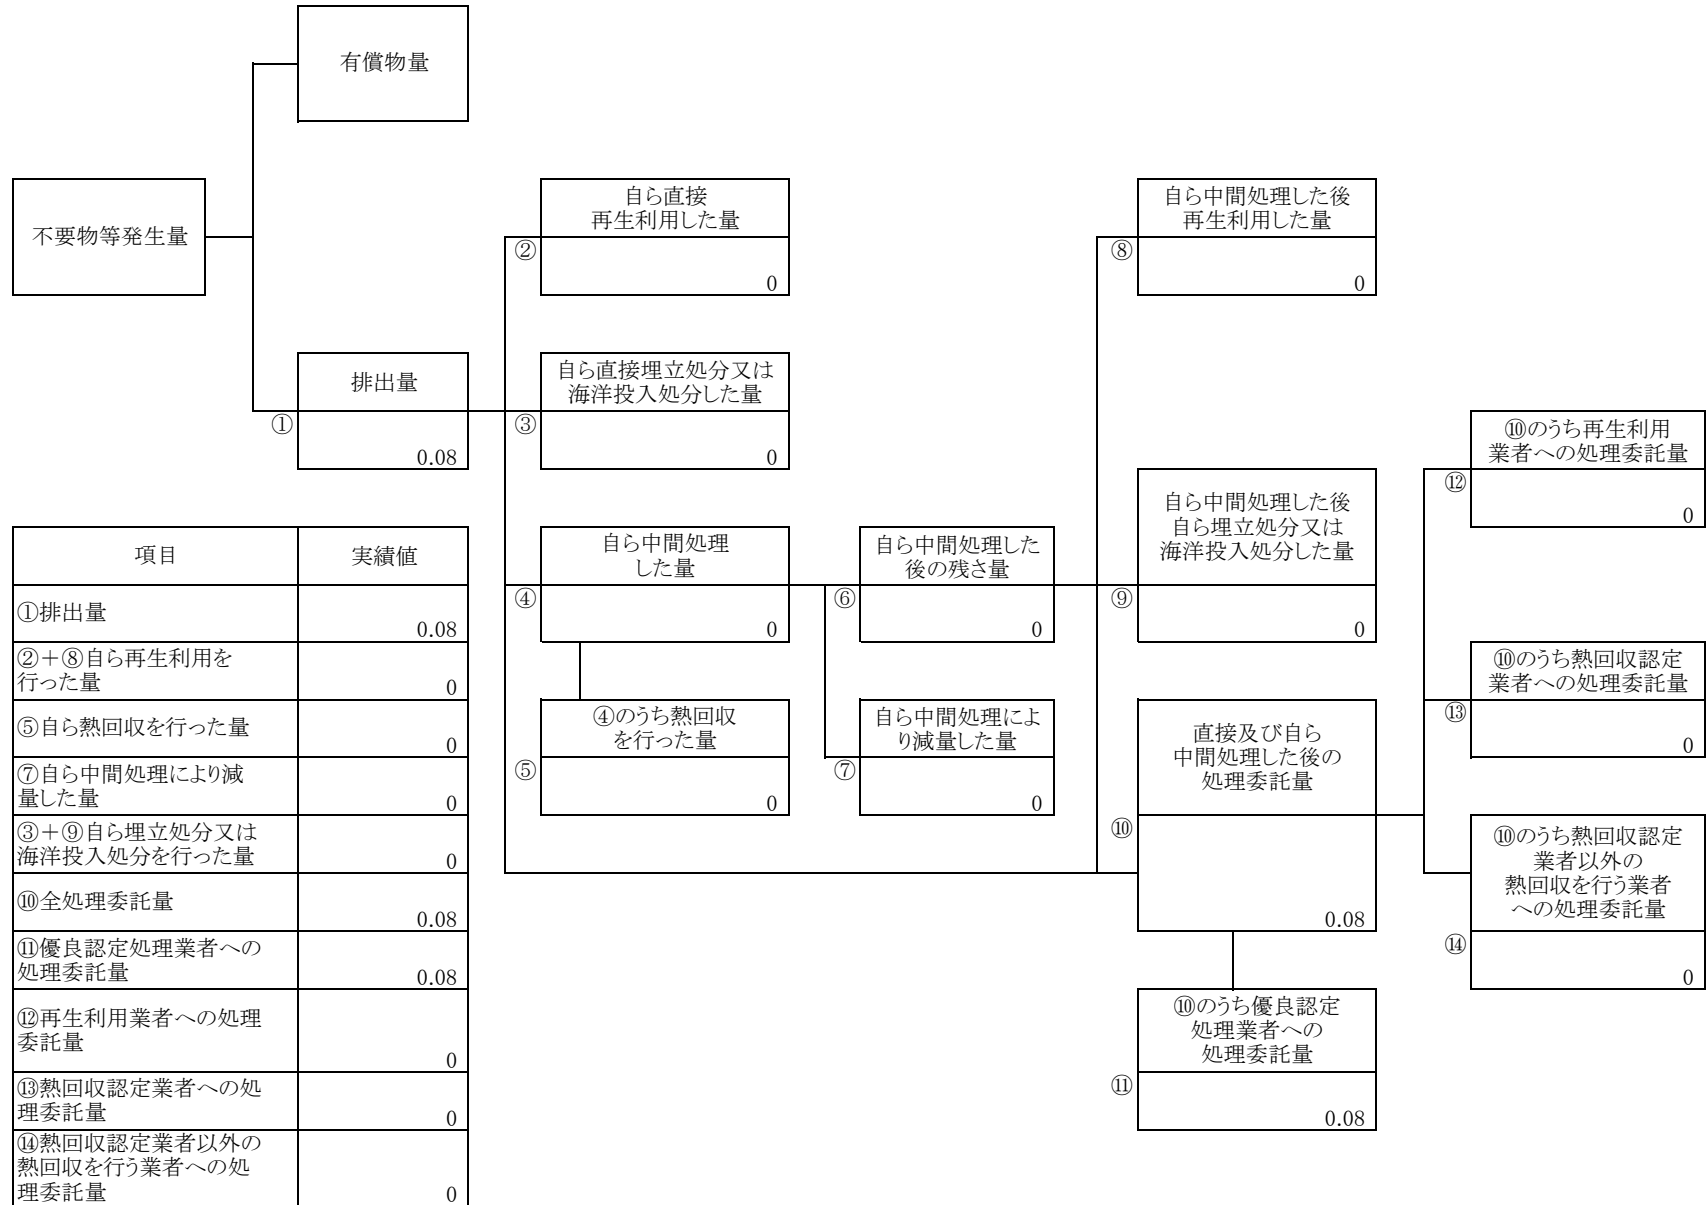 有償物量
不要物等発生量
自ら直接
再生利用した量
②
0
自ら中間処理した後
再生利用した量
⑧
0
排出量
①
0.08
自ら直接埋立処分又は
海洋投入処分した量
③
0
⑩のうち再生利用
業者への処理委託量
⑫
0
自ら中間処理
した量
④
0
自ら中間処理した
後の残さ量
⑥
0
自ら中間処理した後
自ら埋立処分又は
海洋投入処分した量
⑨
0
⑩のうち熱回収認定
業者への処理委託量
⑬
0
④のうち熱回収
を行った量
⑤
0
自ら中間処理によ
り減量した量
⑦
0
直接及び自ら
中間処理した後の
処理委託量
⑩
0.08
⑩のうち熱回収認定
業者以外の
熱回収を行う業者
への処理委託量
⑭
0
⑩のうち優良認定
処理業者への
処理委託量
⑪
0.08
項目 実績値
①排出量
0.08
②＋⑧自ら再生利用を
行った量 0
⑤自ら熱回収を行った量
0
⑦自ら中間処理により減
量した量 0
③＋⑨自ら埋立処分又は
海洋投入処分を行った量 0
⑩全処理委託量
0.08
⑪優良認定処理業者への
処理委託量 0.08
⑫再生利用業者への処理
委託量
0
⑬熱回収認定業者への処
理委託量 0
⑭熱回収認定業者以外の
熱回収を行う業者への処
理委託量 0